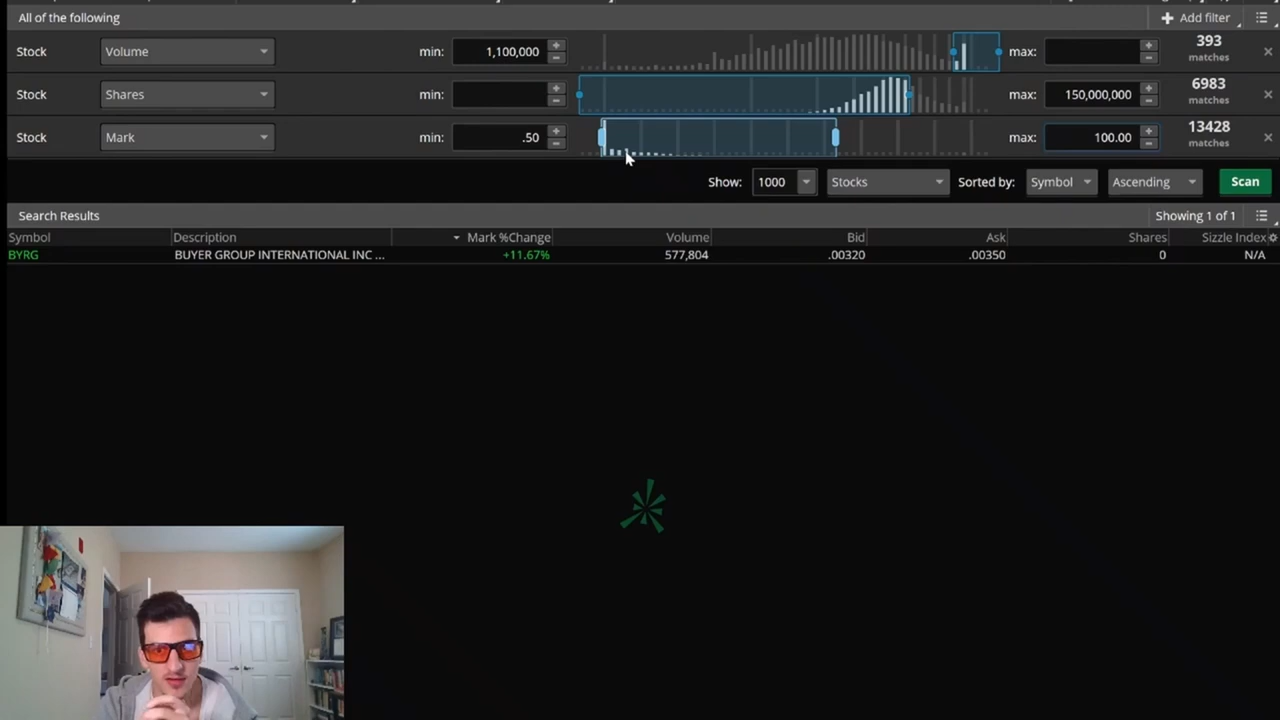 All of the following
Add filter
Stock Volume min: 1,100,000 max: 393 matches
Stock Shares min: max: 150,000,000 6983 matches
Stock Mark min: .50 max: 100.00 13428 matches
Show: 1000 Stocks Sorted by: Symbol Ascending Scan
Search Results Showing 1 of 1
Symbol Description Mark %Change Volume Bid Ask Shares Sizzle Index
BYRG BUYER GROUP INTERNATIONAL INC ... +11.67% 577,804 .00320 .00350 0 N/A